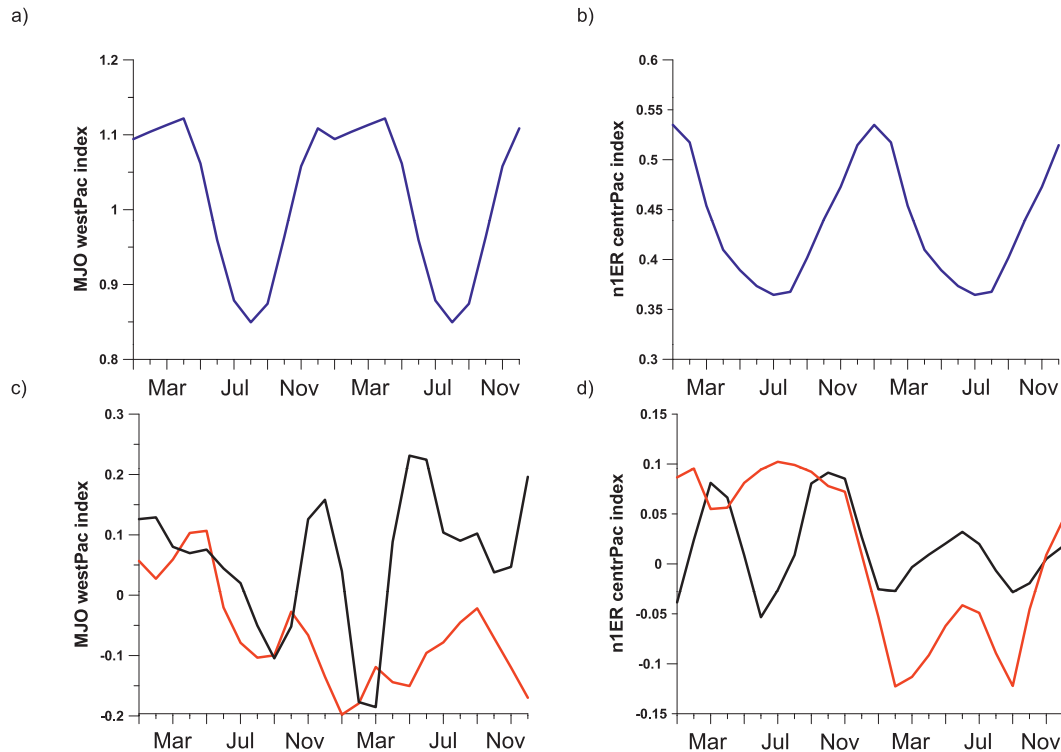 a)
MJO westPac index
1.2
1.1
1
0.9
0.8
Mar Jul Nov Mar Jul Nov
b)
n1ER centrPac index
0.6
0.55
0.5
0.45
0.4
0.35
0.3
Mar Jul Nov Mar Jul Nov
c)
MJO westPac index
0.3
0.2
0.1
0
-0.1
-0.2
Mar Jul Nov Mar Jul Nov
d)
n1ER centrPac index
0.15
0.1
0.05
0
-0.05
-0.1
-0.15
Mar Jul Nov Mar Jul Nov